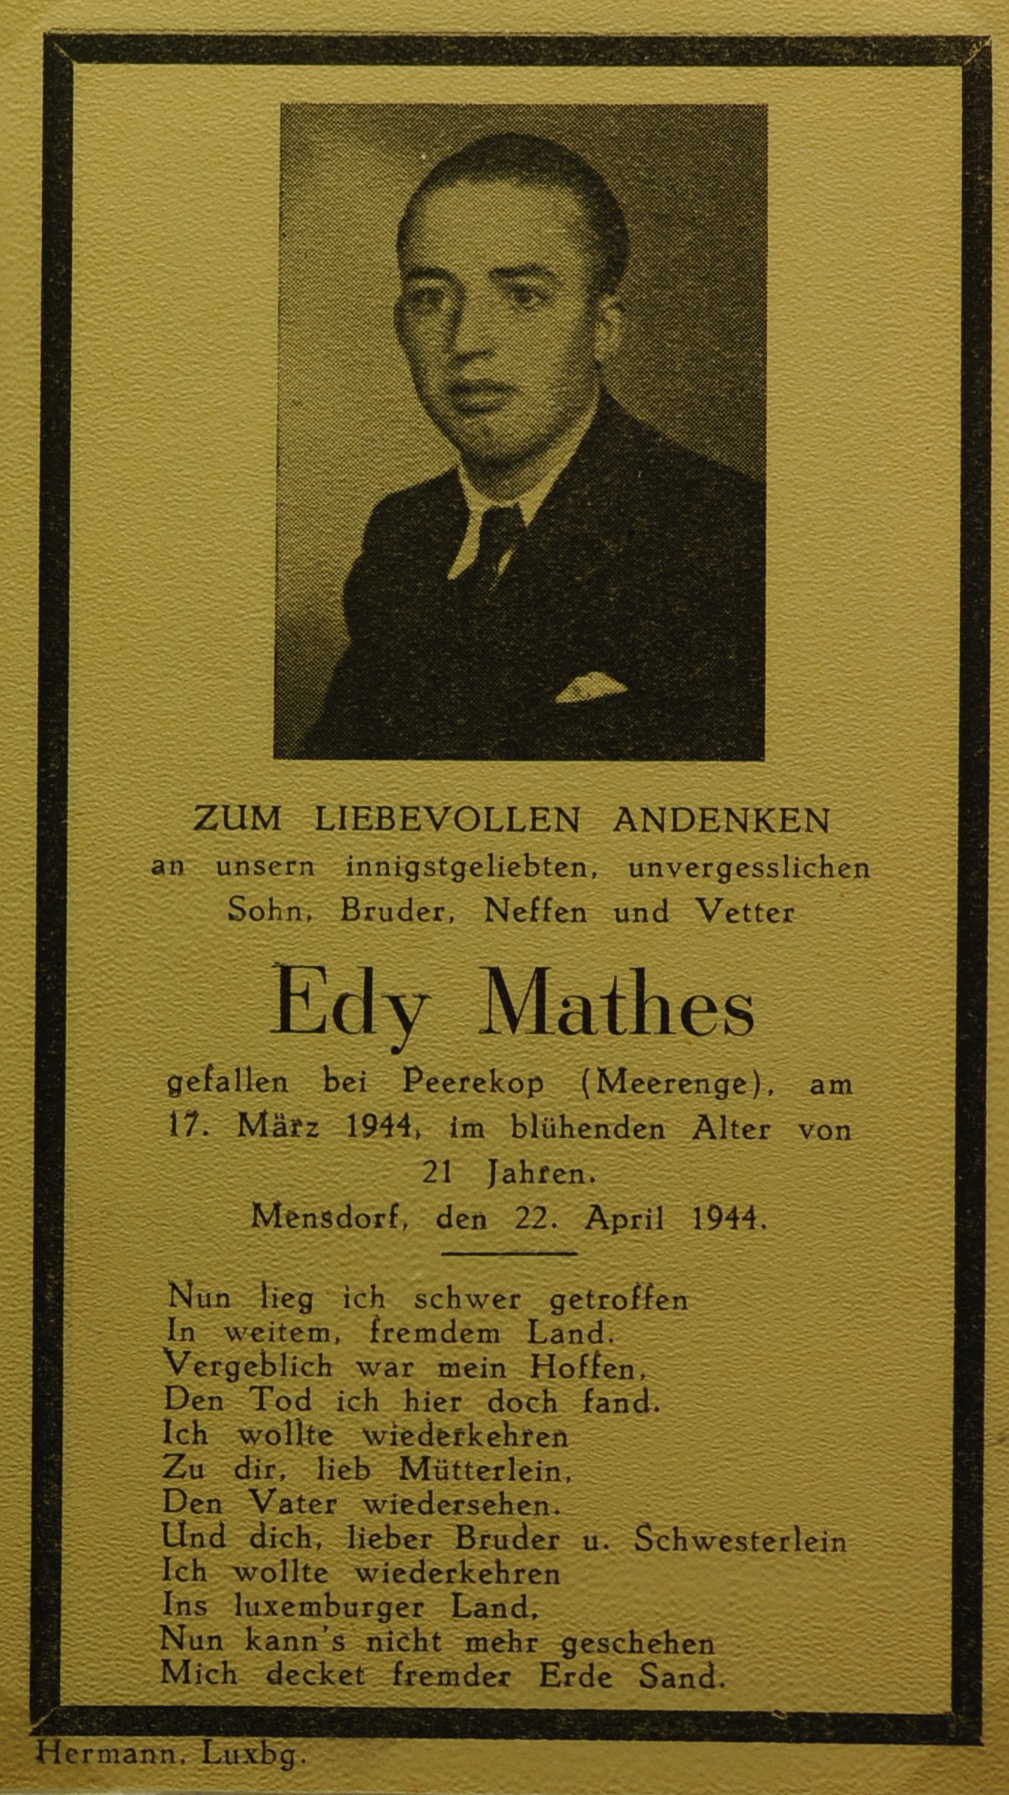 ZUM LIEBEVOLLEN ANDENKEN
an unsern innigstgeliebten, unvergesslichen
Sohn, Bruder, Neffen und Vetter
Edy Mathes
gefallen bei Peerekop (Meerenge), am
17. März 1944, im blühenden Alter von
21 Jahren.
Mensdorf, den 22. April 1944.
Nun lieg ich schwer getroffen
In weitem, fremdem Land.
Vergeblich war mein Hoffen,
Den Tod ich hier doch fand.
Ich wollte wiederkehren
Zu dir, lieb Mütterlein,
Den Vater wiedersehen.
Und dich, lieber Bruder u. Schwesterlein
Ich wollte wiederkehren
Ins luxemburger Land,
Nun kann's nicht mehr geschehen
Mich decket fremder Erde Sand.
Hermann, Luxbg.